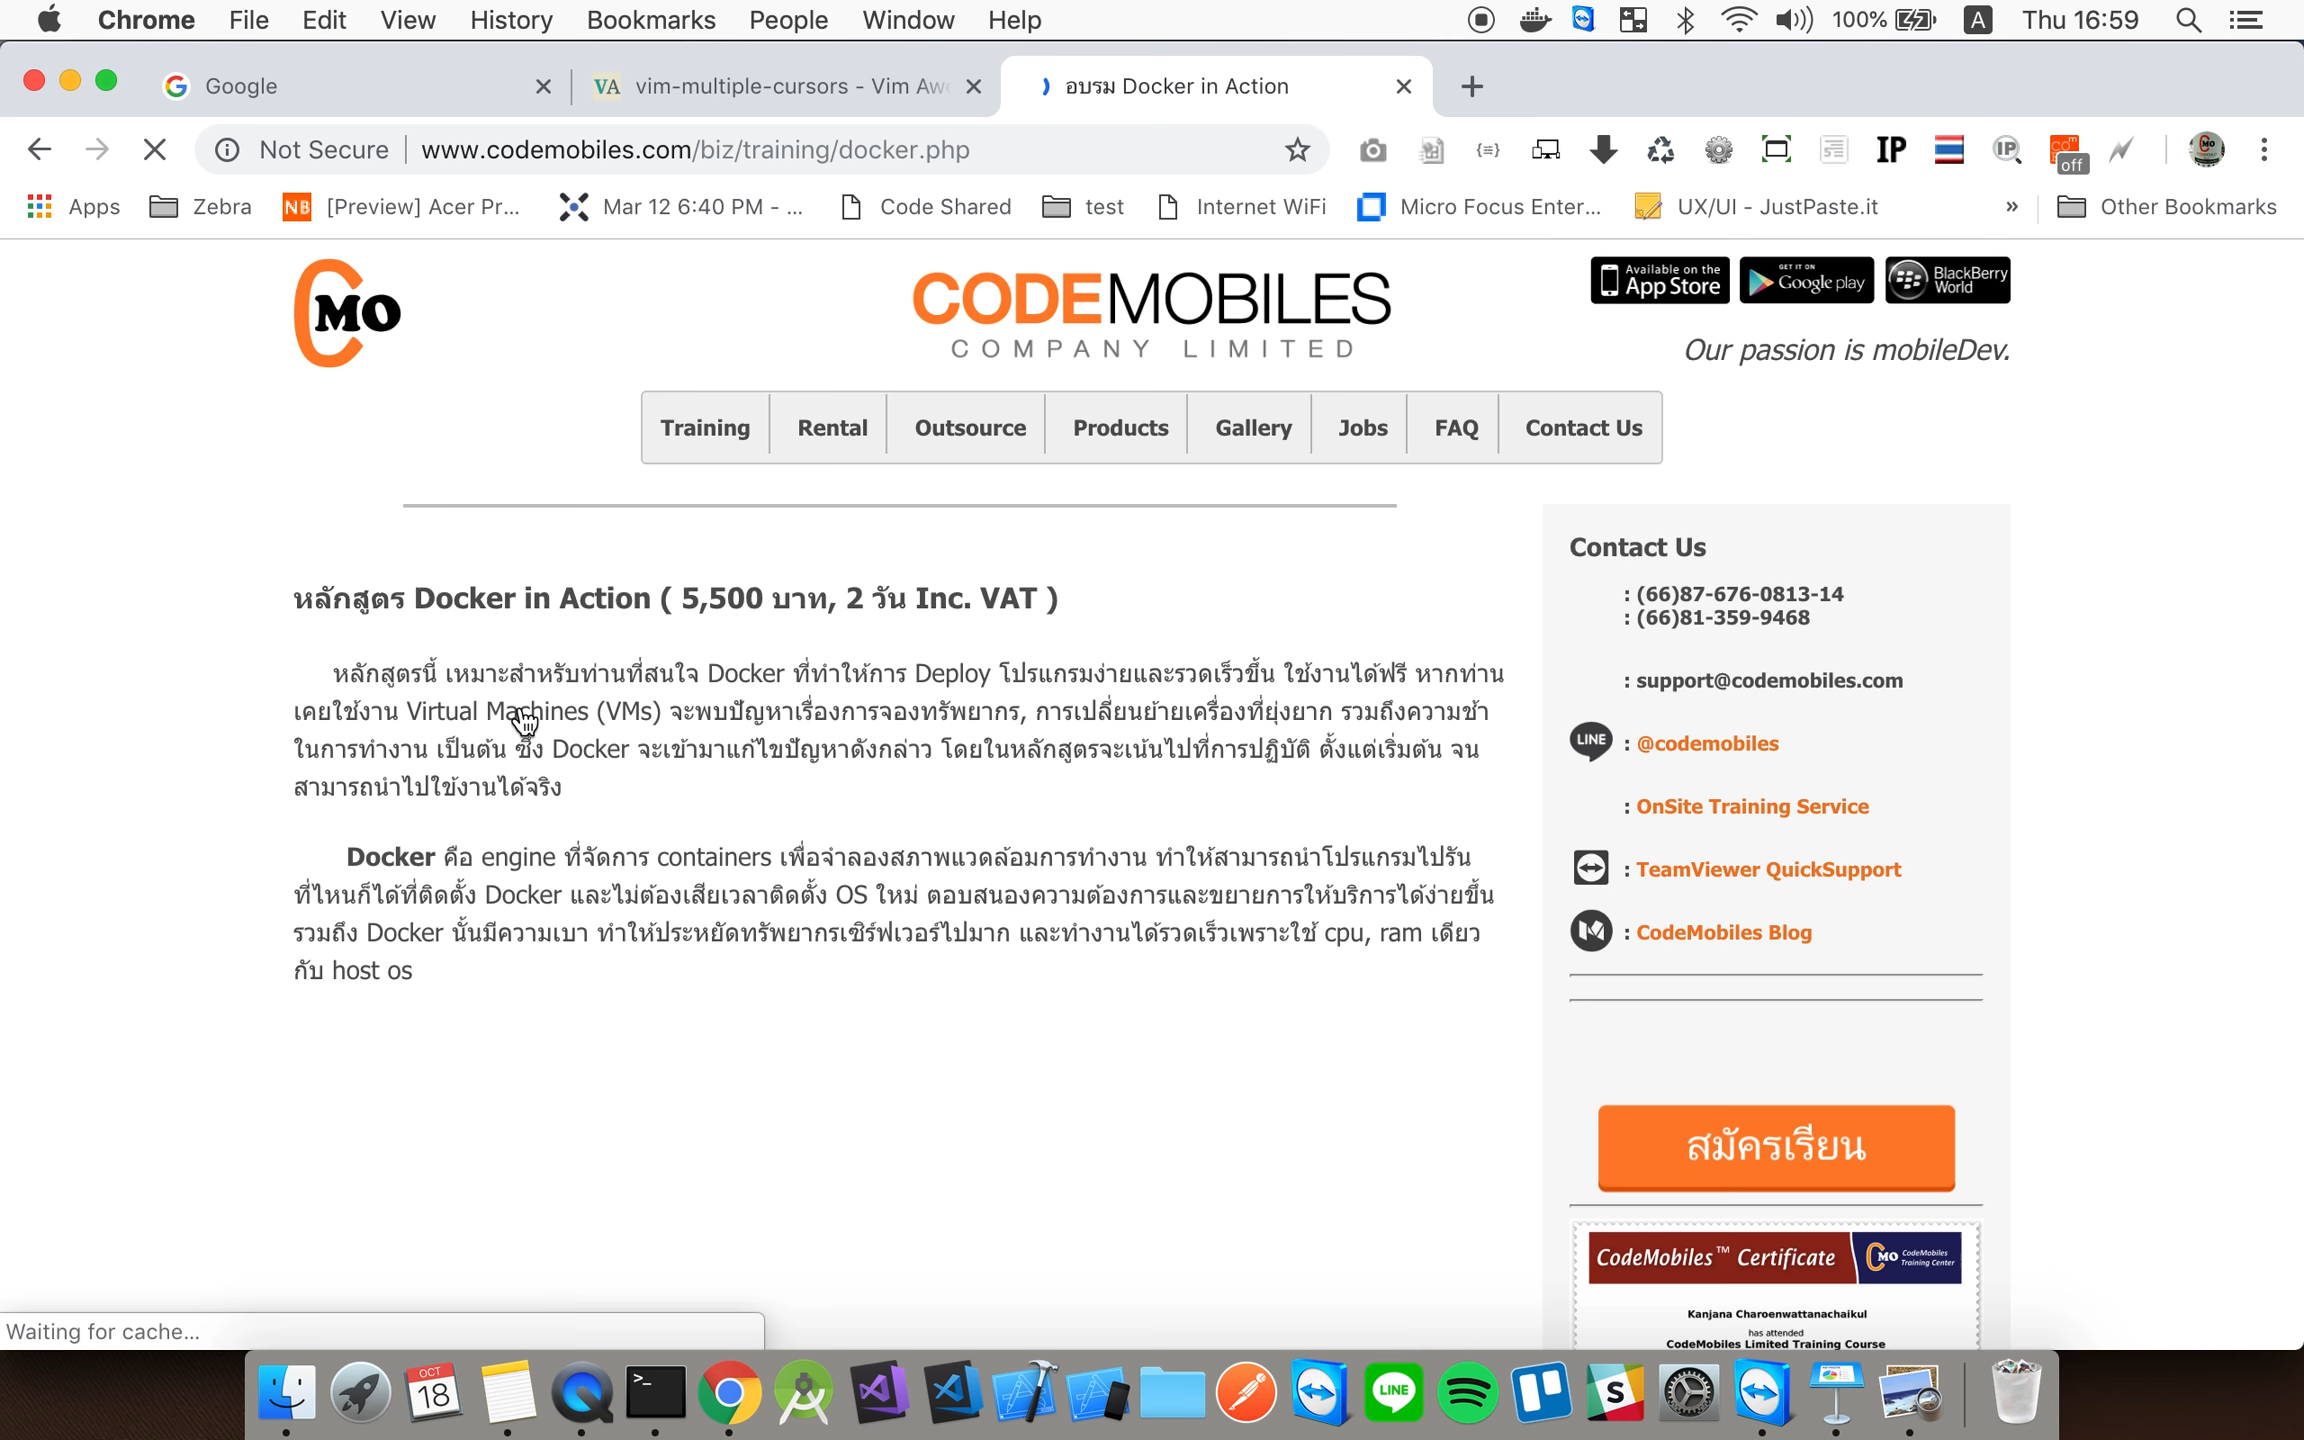 Chrome File Edit View History Bookmarks People Window Help 100% A Thu 16:59
Google VA vim-multiple-cursors - Vim Aw อบรม Docker in Action
Not Secure www.codemobiles.com/biz/training/docker.php IP IP off
Apps Zebra NB [Preview] Acer Pr... Mar 12 6:40 PM - ... Code Shared test Internet WiFi Micro Focus Enter... UX/UI - JustPaste.it » Other Bookmarks
CMO
CODEMOBILES
COMPANY LIMITED
Available on the App Store
GET IT ON Google play
BlackBerry World
Our passion is mobileDev.
Training Rental Outsource Products Gallery Jobs FAQ Contact Us
หลักสูตร Docker in Action ( 5,500 บาท, 2 วัน Inc. VAT )
หลักสูตรนี้ เหมาะสำหรับท่านที่สนใจ Docker ที่ทำให้การ Deploy โปรแกรมง่ายและรวดเร็วขึ้น ใช้งานได้ฟรี หากท่าน
เคยใช้งาน Virtual Machines (VMs) จะพบปัญหาเรื่องการจองทรัพยากร, การเปลี่ยนย้ายเครื่องที่ยุ่งยาก รวมถึงความช้า
ในการทำงาน เป็นต้น ซึ่ง Docker จะเข้ามาแก้ไขปัญหาดังกล่าว โดยในหลักสูตรจะเน้นไปที่การปฏิบัติ ตั้งแต่เริ่มต้น จน
สามารถนำไปใช้งานได้จริง
Docker คือ engine ที่จัดการ containers เพื่อจำลองสภาพแวดล้อมการทำงาน ทำให้สามารถนำโปรแกรมไปรัน
ที่ไหนก็ได้ที่ติดตั้ง Docker และไม่ต้องเสียเวลาติดตั้ง OS ใหม่ ตอบสนองความต้องการและขยายการให้บริการได้ง่ายขึ้น
รวมถึง Docker นั้นมีความเบา ทำให้ประหยัดทรัพยากรเซิร์ฟเวอร์ไปมาก และทำงานได้รวดเร็วเพราะใช้ cpu, ram เดียว
กับ host os
Contact Us
: (66)87-676-0813-14
: (66)81-359-9468
: support@codemobiles.com
LINE : @codemobiles
: OnSite Training Service
: TeamViewer QuickSupport
: CodeMobiles Blog
สมัครเรียน
CodeMobiles™ Certificate CMO CodeMobiles Training Center
Kanjana Charoenwattanachaikul
has attended
CodeMobiles Limited Training Course
Waiting for cache...
OCT
18
>_
LINE
S